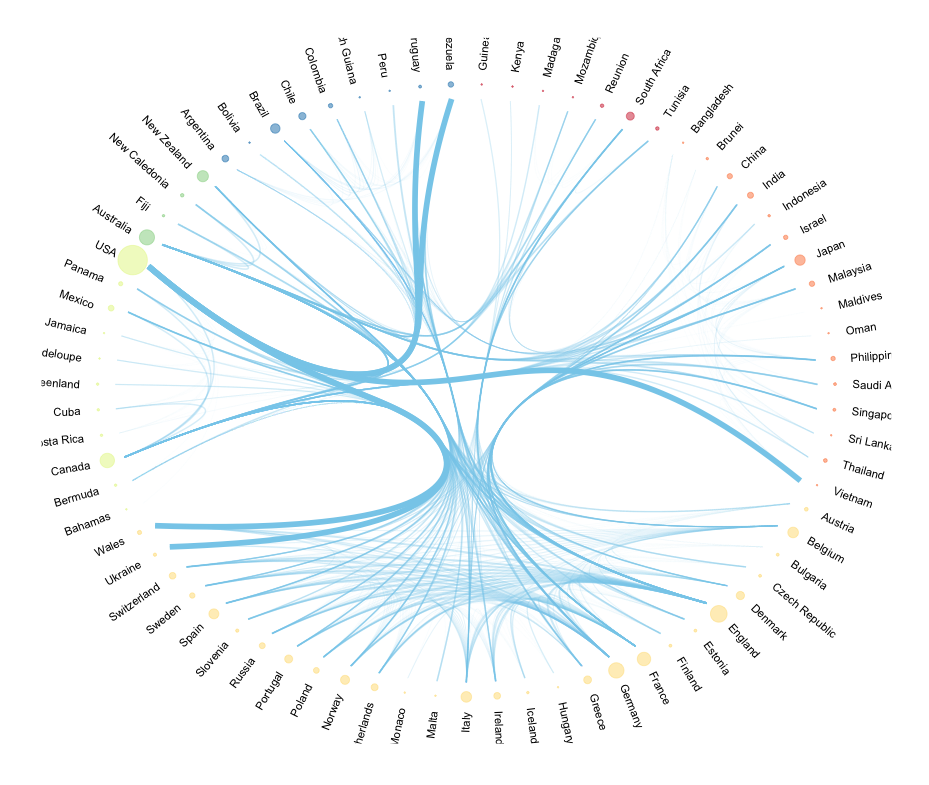 USA
Australia
Fiji
New Caledonia
New Zealand
Argentina
Bolivia
Brazil
Chile
Colombia
h Guiana
Peru
ruguay
ezuela
Guinea
Kenya
Madaga
Mozambic
Reunion
South Africa
Tunisia
Bangladesh
Brunei
China
India
Indonesia
Israel
Japan
Malaysia
Maldives
Oman
Philippin
Saudi A
Singapo
Sri Lanka
Thailand
Vietnam
Austria
Belgium
Bulgaria
Czech Republic
Denmark
England
Estonia
Finland
France
Germany
Greece
Hungary
Iceland
Ireland
Italy
Malta
Monaco
herlands
Norway
Poland
Portugal
Russia
Slovenia
Spain
Sweden
Switzerland
Ukraine
Wales
Bahamas
Bermuda
Canada
osta Rica
Cuba
eenland
deloupe
Jamaica
Mexico
Panama